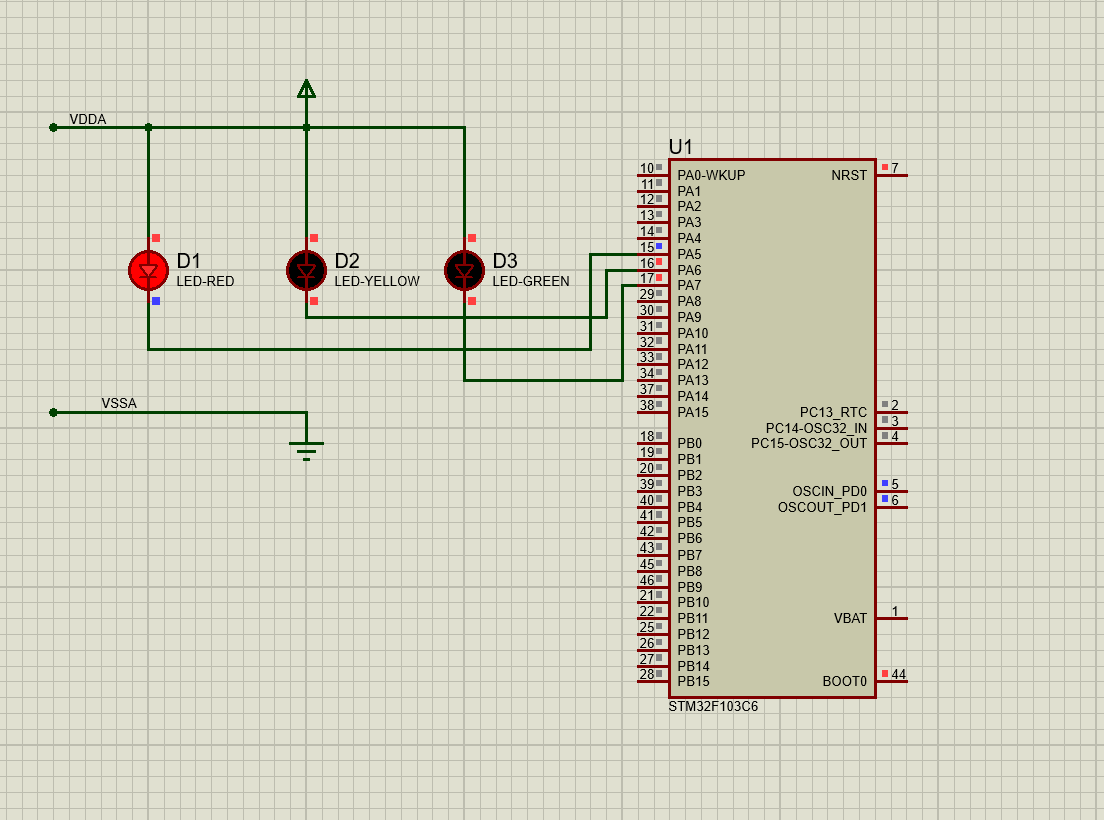 VDDA
D1
LED-RED
D2
LED-YELLOW
D3
LED-GREEN
VSSA
U1
10 PA0-WKUP NRST 7
11 PA1
12 PA2
13 PA3
14 PA4
15 PA5
16 PA6
17 PA7
29 PA8
30 PA9
31 PA10
32 PA11
33 PA12
34 PA13
37 PA14
38 PA15 PC13_RTC 2
PC14-OSC32_IN 3
18 PB0 PC15-OSC32_OUT 4
19 PB1
20 PB2
39 PB3 OSCIN_PD0 5
40 PB4 OSCOUT_PD1 6
41 PB5
42 PB6
43 PB7
45 PB8
46 PB9
21 PB10
22 PB11 VBAT 1
25 PB12
26 PB13
27 PB14
28 PB15 BOOT0 44
STM32F103C6